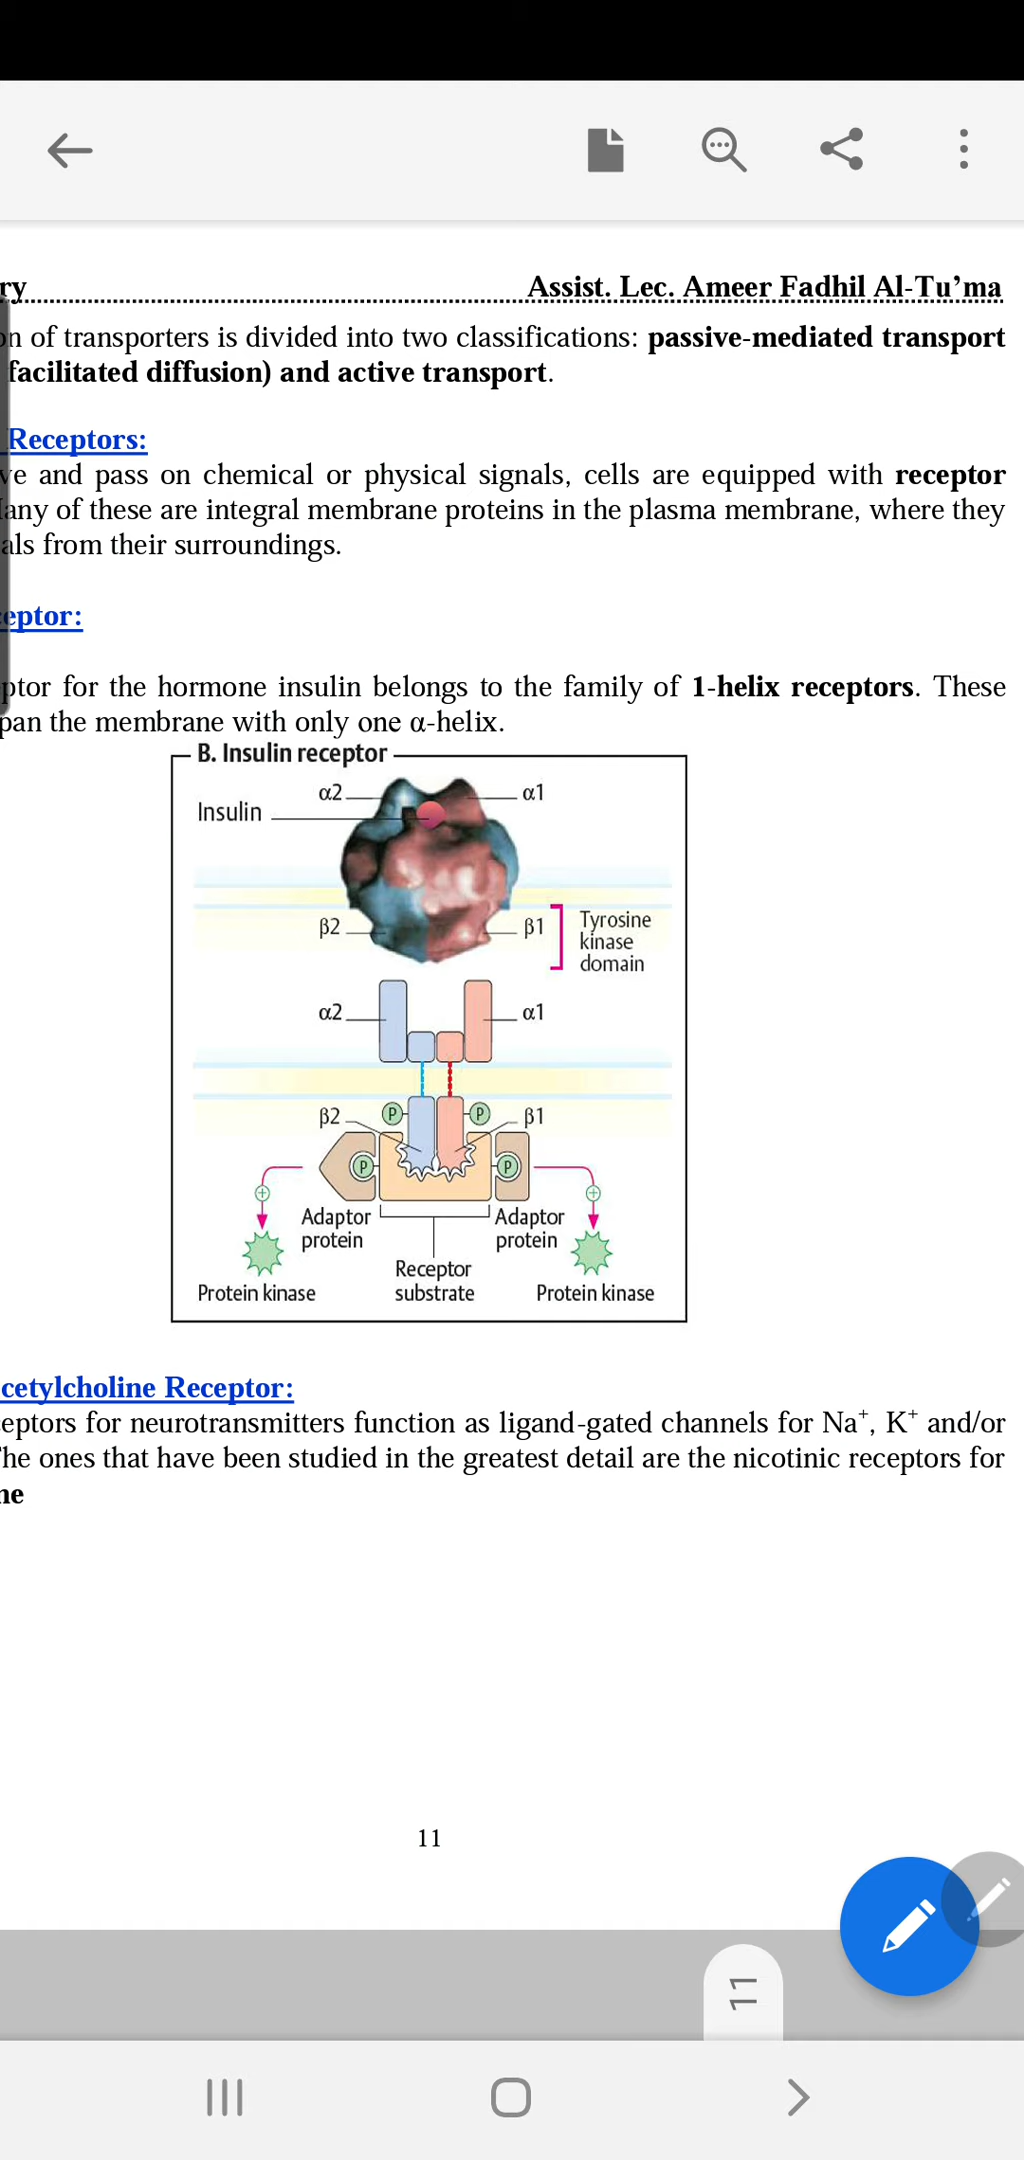 ry Assist. Lec. Ameer Fadhil Al-Tu’ma
on of transporters is divided into two classifications: passive-mediated transport
facilitated diffusion) and active transport.
Receptors:
ve and pass on chemical or physical signals, cells are equipped with receptor
any of these are integral membrane proteins in the plasma membrane, where they
als from their surroundings.
eptor:
ptor for the hormone insulin belongs to the family of 1-helix receptors. These
pan the membrane with only one α-helix.
B. Insulin receptor
α2 α1
Insulin
β2 β1 Tyrosine
kinase
domain
α2 α1
β2 P P β1
P P
+ +
Adaptor Adaptor
protein protein
Receptor
substrate
Protein kinase Protein kinase
cetylcholine Receptor:
eptors for neurotransmitters function as ligand-gated channels for Na⁺, K⁺ and/or
The ones that have been studied in the greatest detail are the nicotinic receptors for
ne
11
11